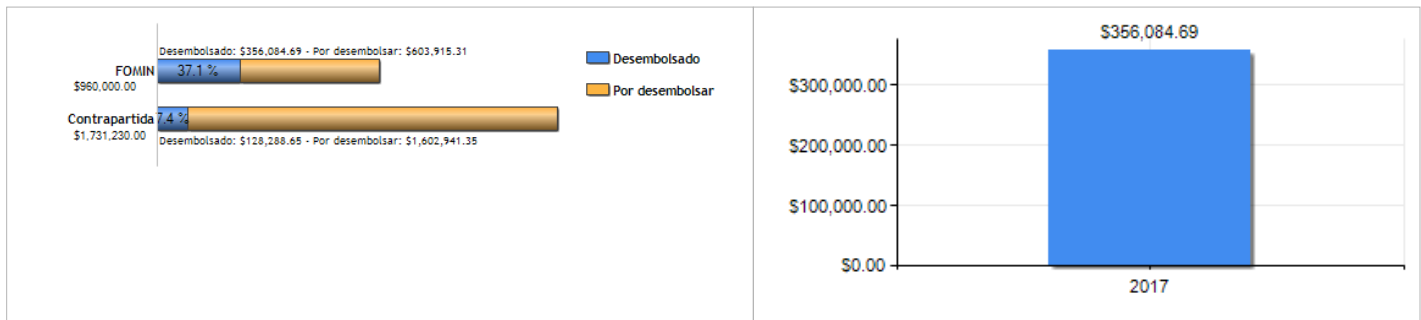 Desembolsado: $356,084.69 - Por desembolsar: $603,915.31
FOMIN
37.1 %
$960,000.00
Contrapartida
7.4 %
$1,731,230.00
Desembolsado: $128,288.65 - Por desembolsar: $1,602,941.35
Desembolsado
Por desembolsar
$356,084.69
$300,000.00
$200,000.00
$100,000.00
$0.00
2017